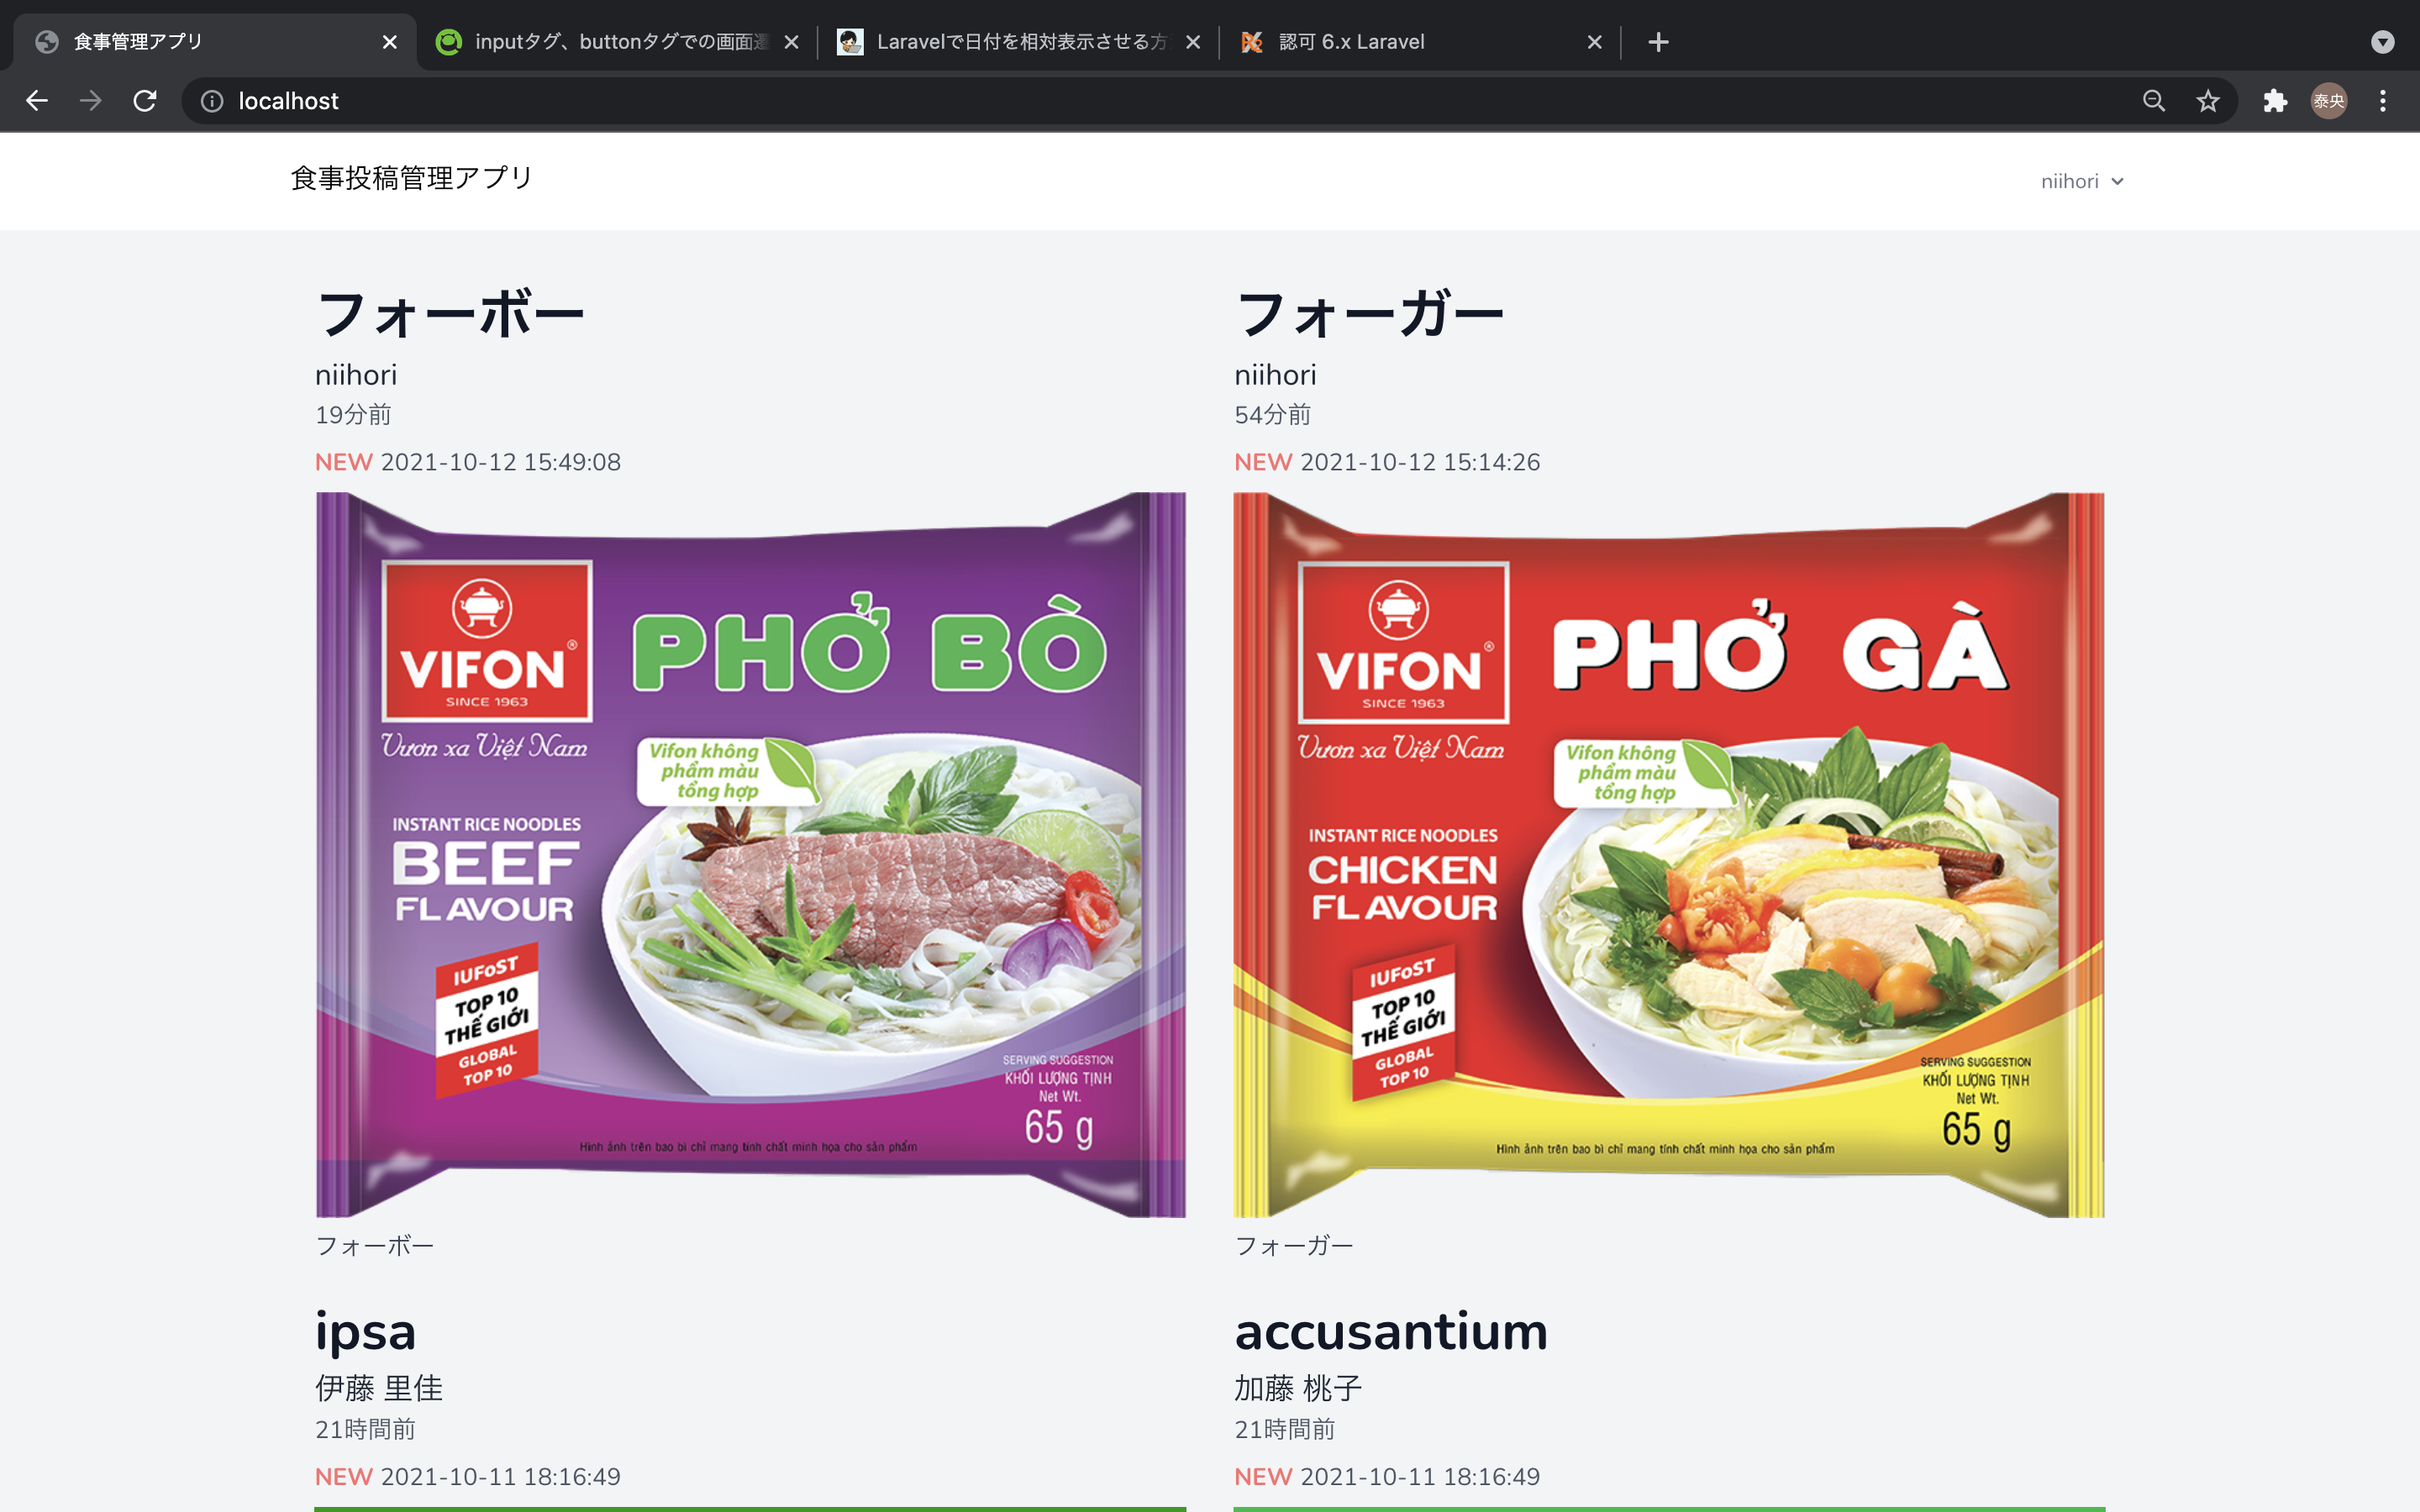 食事管理アプリ
inputタグ、buttonタグでの画面遷
Laravelで日付を相対表示させる方
認可 6.x Laravel
localhost
泰央
食事投稿管理アプリ
niihori
フォーボー
niihori
19分前
NEW 2021-10-12 15:49:08
VIFON
®
SINCE 1963
Vươn xa Việt Nam
PHỞ BÒ
Vifon không
phẩm màu
tổng hợp
INSTANT RICE NOODLES
BEEF
FLAVOUR
IUFoST
TOP 10
THẾ GIỚI
GLOBAL
TOP 10
SERVING SUGGESTION
KHỐI LƯỢNG TỊNH
Net Wt.
65 g
Hình ảnh trên bao bì chỉ mang tính chất minh họa cho sản phẩm
フォーボー
フォーガー
niihori
54分前
NEW 2021-10-12 15:14:26
VIFON
®
SINCE 1963
Vươn xa Việt Nam
PHỞ GÀ
Vifon không
phẩm màu
tổng hợp
INSTANT RICE NOODLES
CHICKEN
FLAVOUR
IUFoST
TOP 10
THẾ GIỚI
GLOBAL
TOP 10
SERVING SUGGESTION
KHỐI LƯỢNG TỊNH
Net Wt.
65 g
Hình ảnh trên bao bì chỉ mang tính chất minh họa cho sản phẩm
フォーガー
ipsa
伊藤 里佳
21時間前
NEW 2021-10-11 18:16:49
accusantium
加藤 桃子
21時間前
NEW 2021-10-11 18:16:49